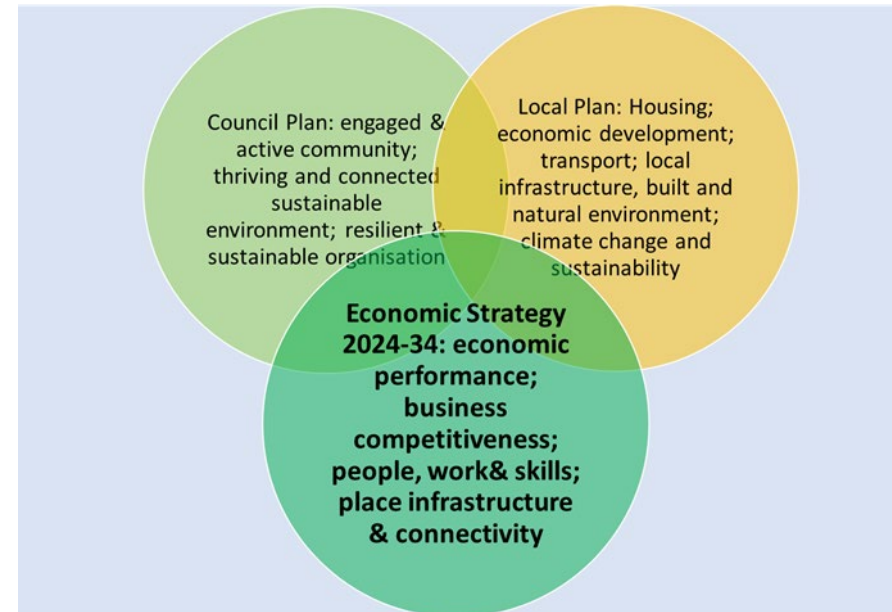 Council Plan: engaged &
active community;
thriving and connected
sustainable
environment; resilient &
sustainable organisation
Local Plan: Housing;
economic development;
transport; local
infrastructure, built and
natural environment;
climate change and
sustainability
Economic Strategy
2024-34: economic
performance;
business
competitiveness;
people, work& skills;
place infrastructure
& connectivity